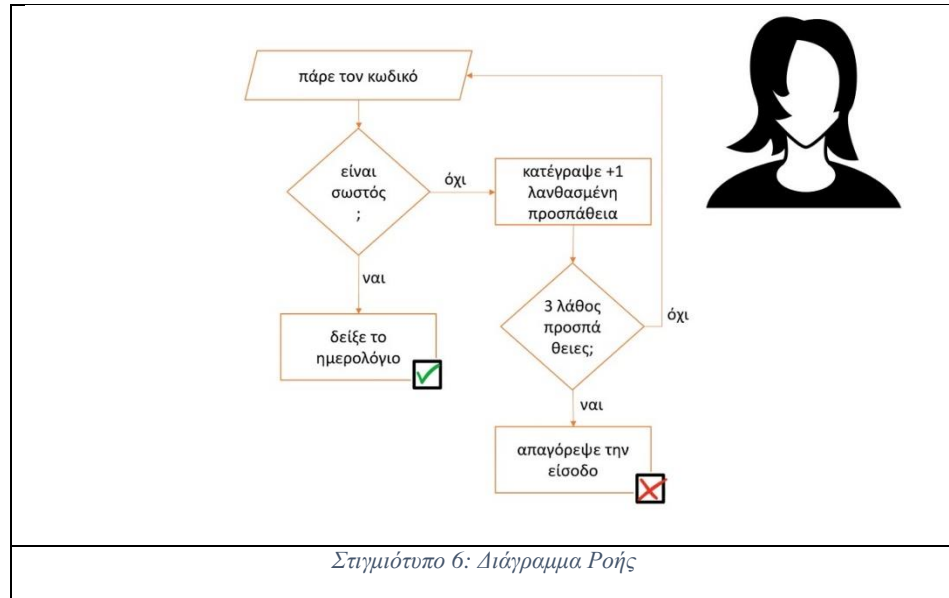 πάρε τον κωδικό
είναι
σωστός
;
όχι
κατέγραψε +1
λανθασμένη
προσπάθεια
ναι
δείξε το
ημερολόγιο
3 λάθος
προσπά
θειες;
όχι
ναι
απαγόρεψε την
είσοδο
Στιγμιότυπο 6: Διάγραμμα Ροής